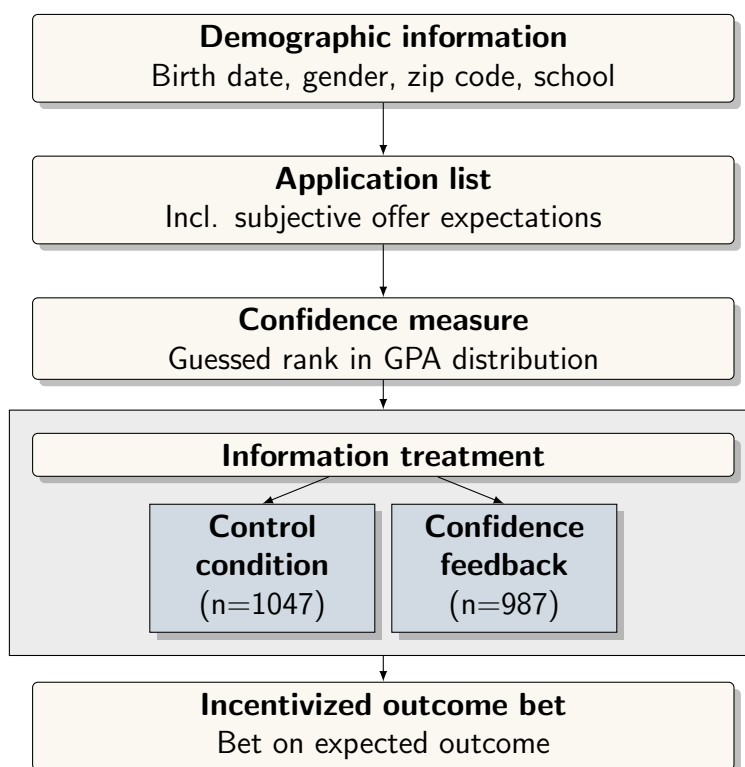 Demographic information
Birth date, gender, zip code, school
Application list
Incl. subjective offer expectations
Confidence measure
Guessed rank in GPA distribution
Information treatment
Control
condition
(n=1047)
Confidence
feedback
(n=987)
Incentivized outcome bet
Bet on expected outcome